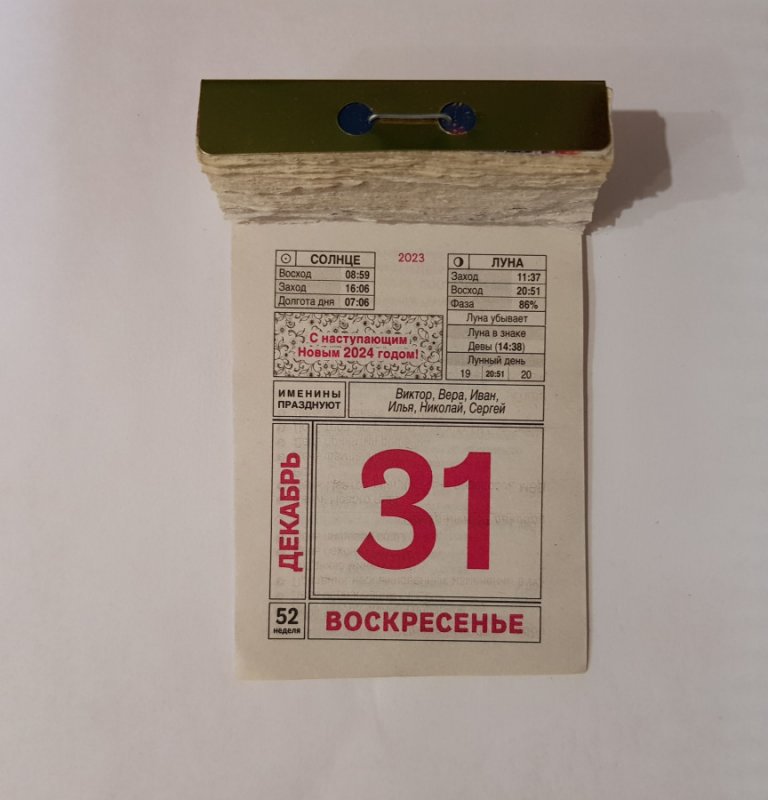 СОЛНЦЕ
Восход 08:59
Заход 16:06
Долгота дня 07:06
2023
ЛУНА
Заход 11:37
Восход 20:51
Фаза 86%
Луна убывает
Луна в знаке
Девы (14:38)
Лунный день
19 20:51 20
С наступающим
Новым 2024 годом!
ИМЕНИНЫ
ПРАЗДНУЮТ
Виктор, Вера, Иван,
Илья, Николай, Сергей
ДЕКАБРЬ
31
52
неделя
ВОСКРЕСЕНЬЕ